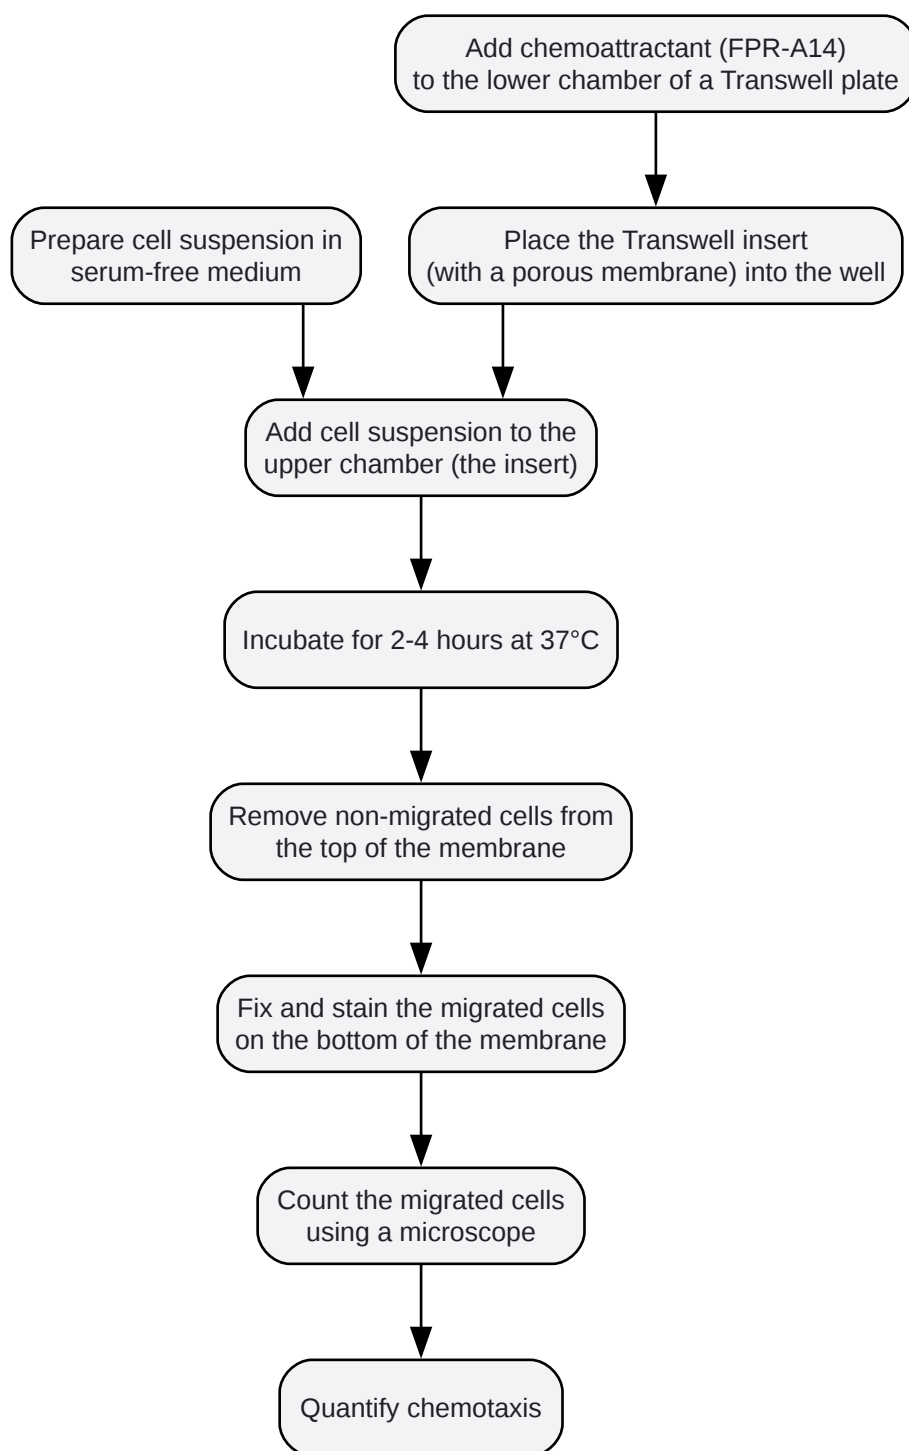 Add chemoattractant (FPR-A14)
to the lower chamber of a Transwell plate
Prepare cell suspension in
serum-free medium
Place the Transwell insert
(with a porous membrane) into the well
Add cell suspension to the
upper chamber (the insert)
Incubate for 2-4 hours at 37°C
Remove non-migrated cells from
the top of the membrane
Fix and stain the migrated cells
on the bottom of the membrane
Count the migrated cells
using a microscope
Quantify chemotaxis